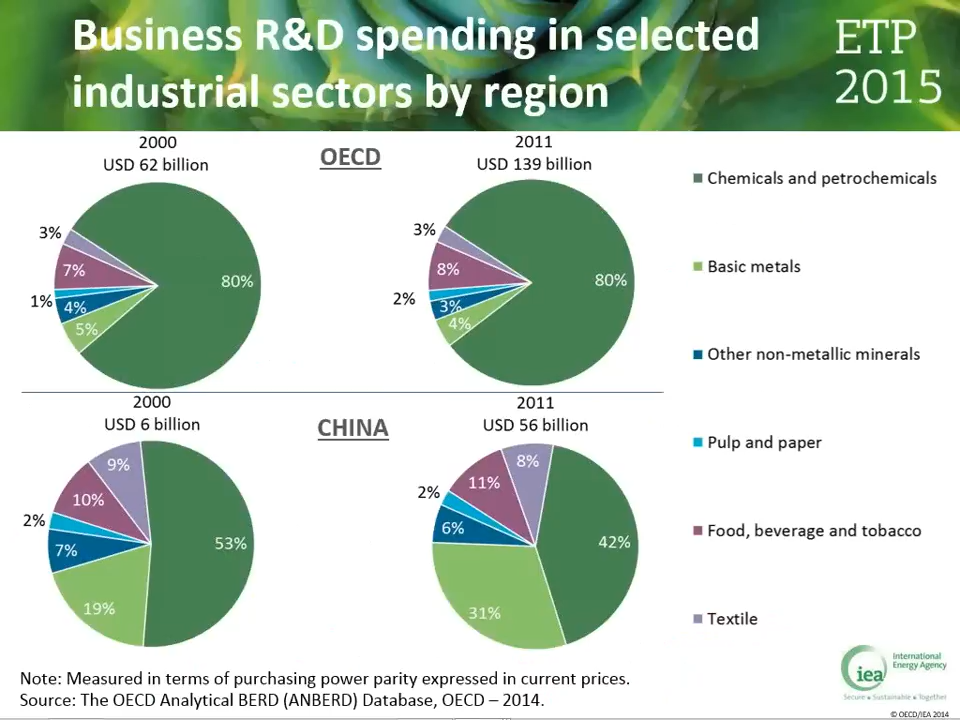 Business R&D spending in selected
industrial sectors by region
ETP
2015
2000
USD 62 billion
OECD
2011
USD 139 billion
3%
7%
1%
4%
5%
80%
3%
8%
2%
3%
4%
80%
2000
USD 6 billion
CHINA
2011
USD 56 billion
9%
10%
2%
7%
19%
53%
8%
11%
2%
6%
31%
42%
Chemicals and petrochemicals
Basic metals
Other non-metallic minerals
Pulp and paper
Food, beverage and tobacco
Textile
Note: Measured in terms of purchasing power parity expressed in current prices.
Source: The OECD Analytical BERD (ANBERD) Database, OECD – 2014.
iea
International
Energy Agency
Secure • Sustainable • Together
© OECD/IEA 2014